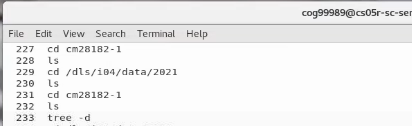 cog99989@cs05r-sc-ser
File Edit View Search Terminal Help
227 cd cm28182-1
228 ls
229 cd /dls/i04/data/2021
230 ls
231 cd cm28182-1
232 ls
233 tree -d